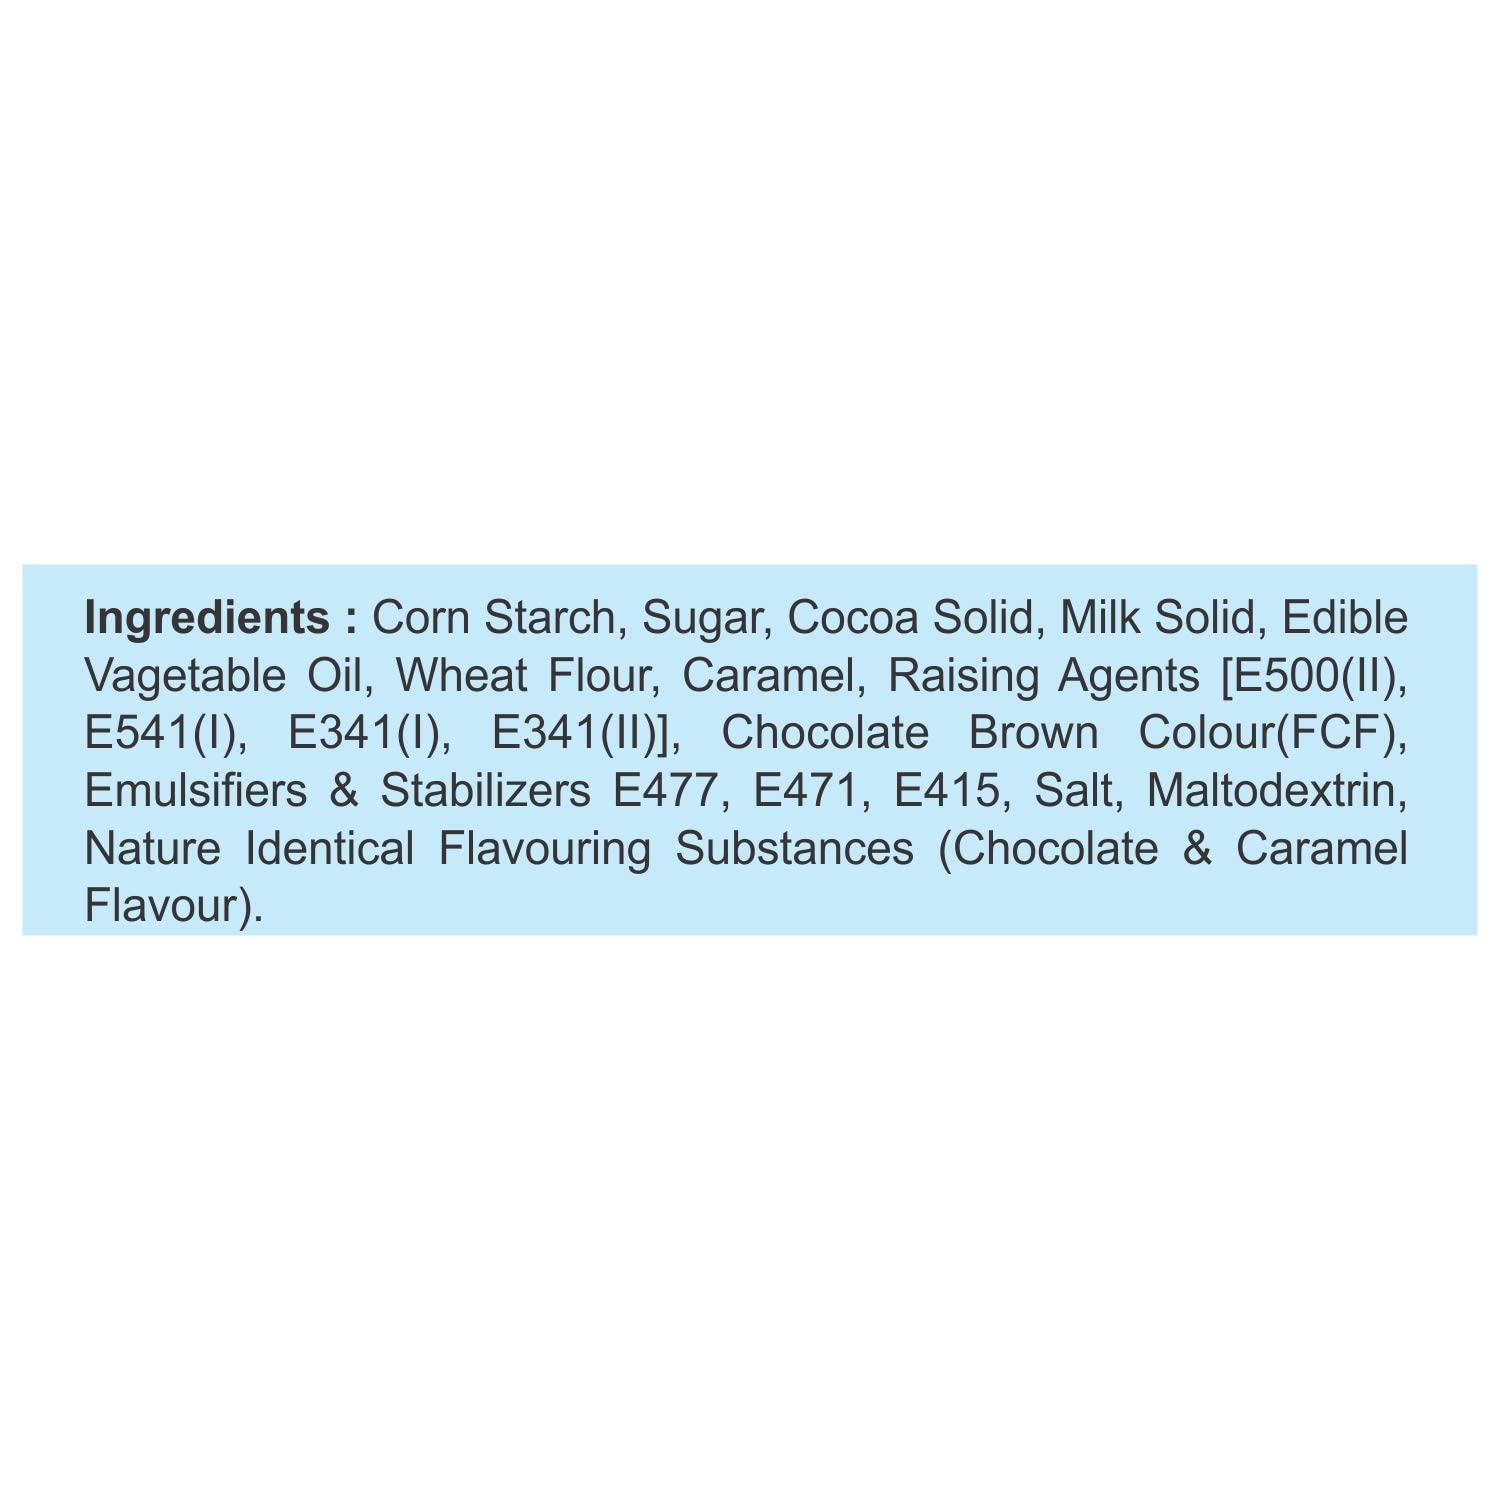 Ingredients : Corn Starch, Sugar, Cocoa Solid, Milk Solid, Edible
Vagetable Oil, Wheat Flour, Caramel, Raising Agents [E500(II),
E541(I), E341(I), E341(II)], Chocolate Brown Colour(FCF),
Emulsifiers & Stabilizers E477, E471, E415, Salt, Maltodextrin,
Nature Identical Flavouring Substances (Chocolate & Caramel
Flavour).